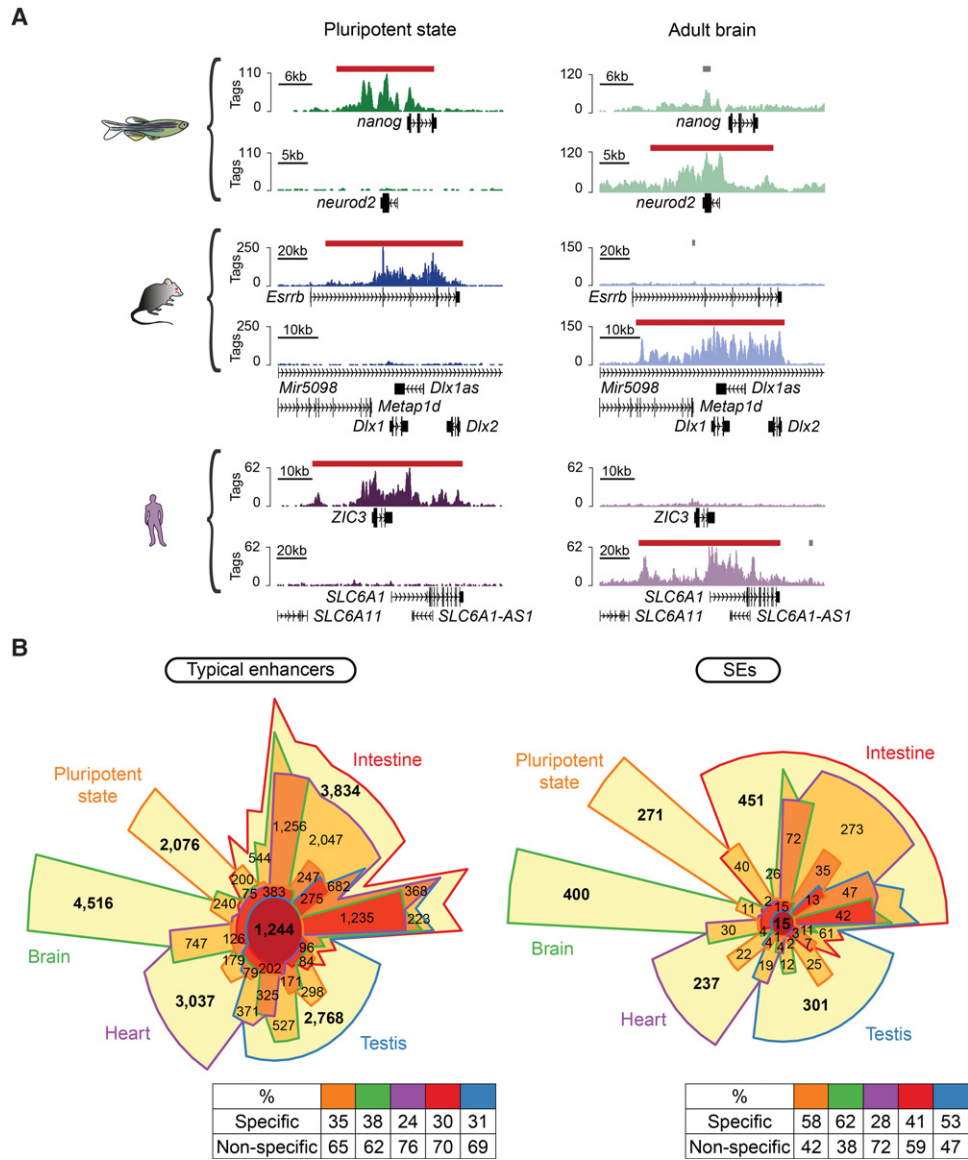 A
Pluripotent state
Adult brain
Tags
110
0
6kb
nanog
120
0
6kb
nanog
Tags
120
0
5kb
neurod2
120
0
5kb
neurod2
Tags
250
0
20kb
Esrrb
150
0
20kb
Esrrb
Tags
250
0
10kb
Mir5098
Dlx1as
Metap1d
Dlx1
Dlx2
150
0
10kb
Mir5098
Dlx1as
Metap1d
Dlx1
Dlx2
Tags
62
0
10kb
ZIC3
62
0
10kb
ZIC3
Tags
62
0
20kb
SLC6A1
SLC6A11
SLC6A1-AS1
62
0
20kb
SLC6A1
SLC6A11
SLC6A1-AS1
B
Typical enhancers
Pluripotent state
Intestine
Brain
Heart
Testis
3,834
2,076
4,516
3,037
2,768
1,244
1,256
2,047
544
200
75
383
247
682
275
368
1,235
223
240
126
747
179
79
202
96
84
171
298
325
371
527
% 
Specific 35 38 24 30 31
Non-specific 65 62 76 70 69
SEs
Pluripotent state
Intestine
Brain
Heart
Testis
451
271
400
237
301
15
72
273
26
40
2
15
35
13
47
42
11
30
4
22
4
1
4
2
3
11
61
7
25
19
12
%
Specific 58 62 28 41 53
Non-specific 42 38 72 59 47